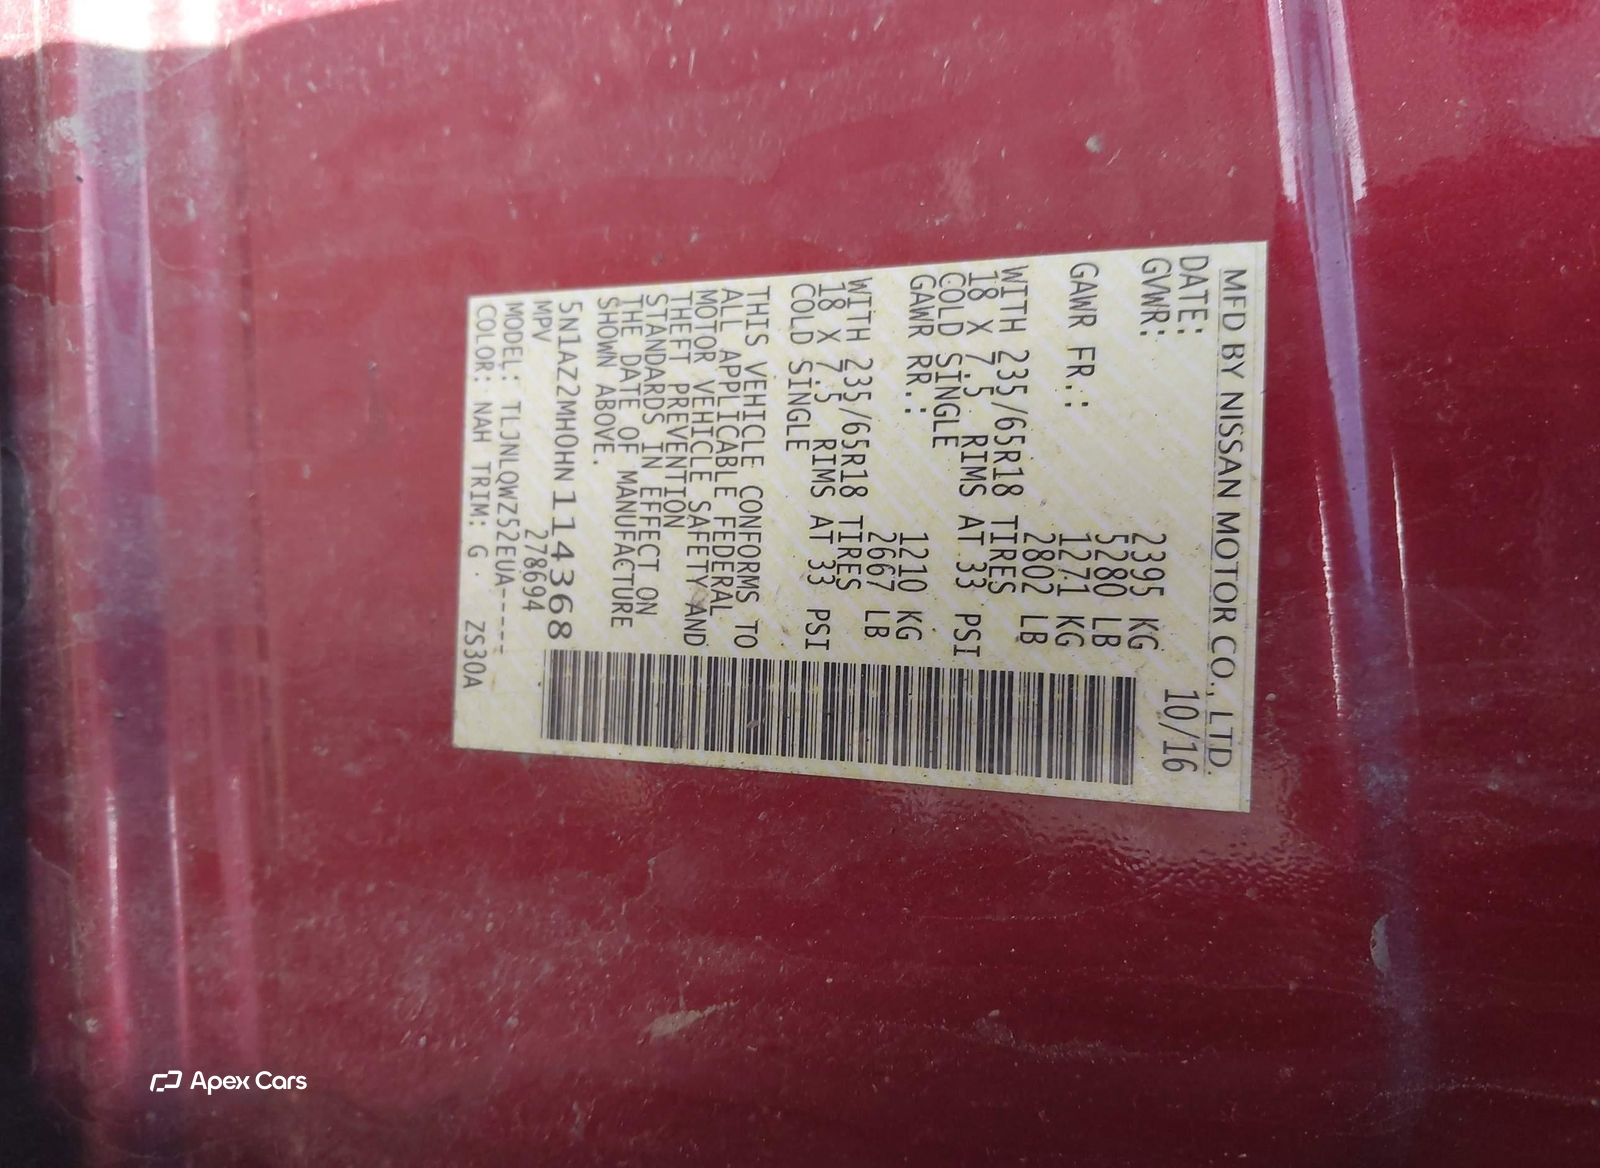 MFD BY NISSAN MOTOR CO., LTD.
DATE: 10/16
GVWR: 2395 KG
5280 LB
GAWR FR.: 1271 KG
2802 LB
WITH 235/65R18 TIRES
18 X 7.5 RIMS AT 33 PSI
COLD SINGLE
GAWR RR.: 1210 KG
2667 LB
WITH 235/65R18 TIRES
18 X 7.5 RIMS AT 33 PSI
COLD SINGLE
THIS VEHICLE CONFORMS TO
ALL APPLICABLE FEDERAL
MOTOR VEHICLE SAFETY AND
THEFT PREVENTION
STANDARDS IN EFFECT ON
THE DATE OF MANUFACTURE
SHOWN ABOVE.
5N1AZ2MH0HN114368
MPV 278694
MODEL: TLJNLQWZ52EUA-----
COLOR: NAH TRIM: G ZS30A
Apex Cars